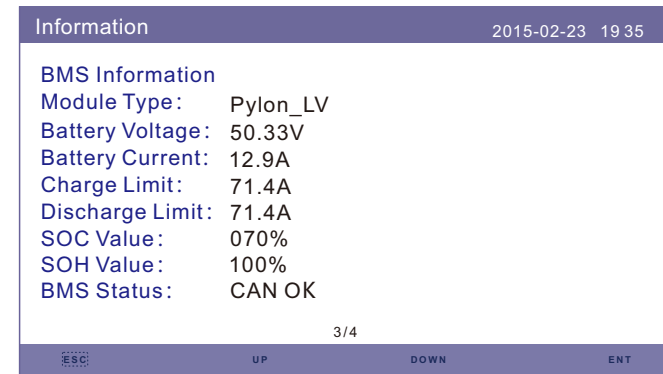 Information
2015-02-23 19 35
BMS Information
Module Type: Pylon_LV
Battery Voltage: 50.33V
Battery Current: 12.9A
Charge Limit: 71.4A
Discharge Limit: 71.4A
SOC Value: 070%
SOH Value: 100%
BMS Status: CAN OK
3/4
ESC UP DOWN ENT